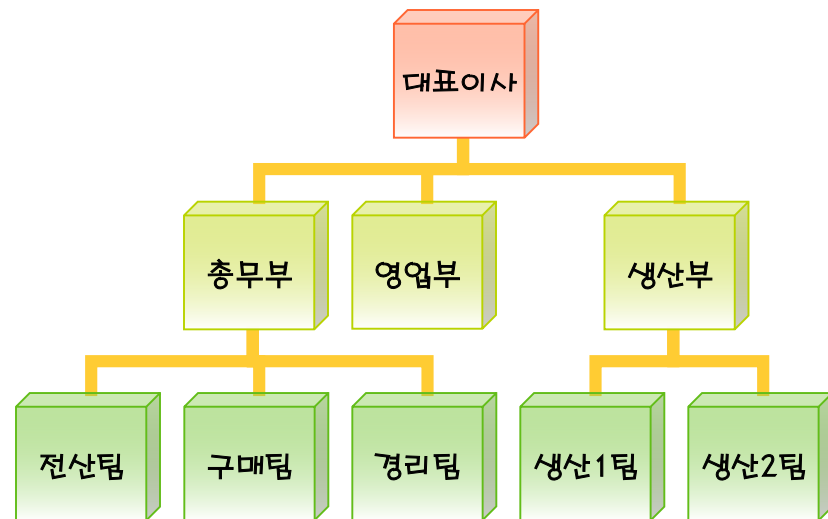 대표이사
총무부
영업부
생산부
전산팀
구매팀
경리팀
생산1팀
생산2팀